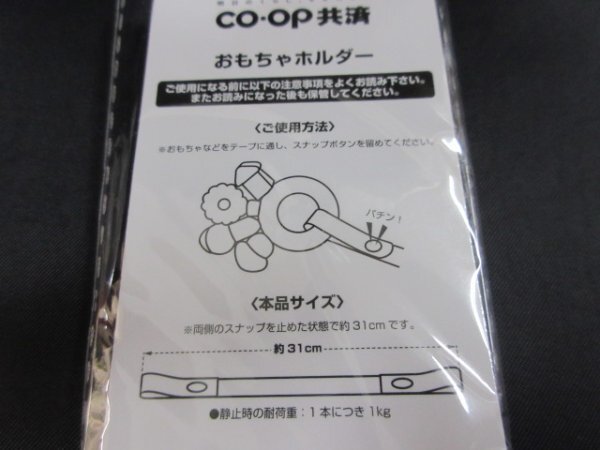 CO·OP共済
おもちゃホルダー
ご使用になる前に以下の注意事項をよくお読み下さい。
またお読みになった後も保管してください。
〈ご使用方法〉
※おもちゃなどをテープに通し、スナップボタンを留めてください。
パチン！
〈本品サイズ〉
※両側のスナップを止めた状態で約31cmです。
約31cm
●静止時の耐荷重：1本につき1kg